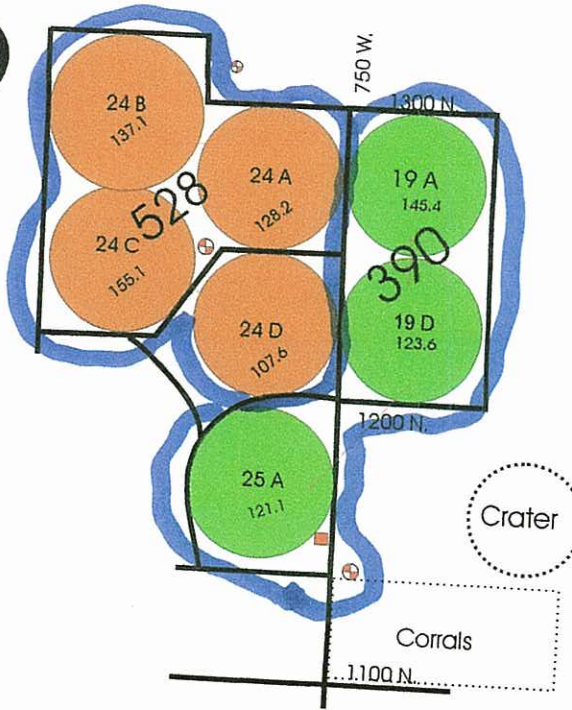 750 W.
24 B
137.1
1300 N.
24 A
128.2
19 A
145.4
528
24 C
155.1
390
24 D
107.6
19 D
123.6
1200 N.
25 A
121.1
Crater
Corrals
1100 N.